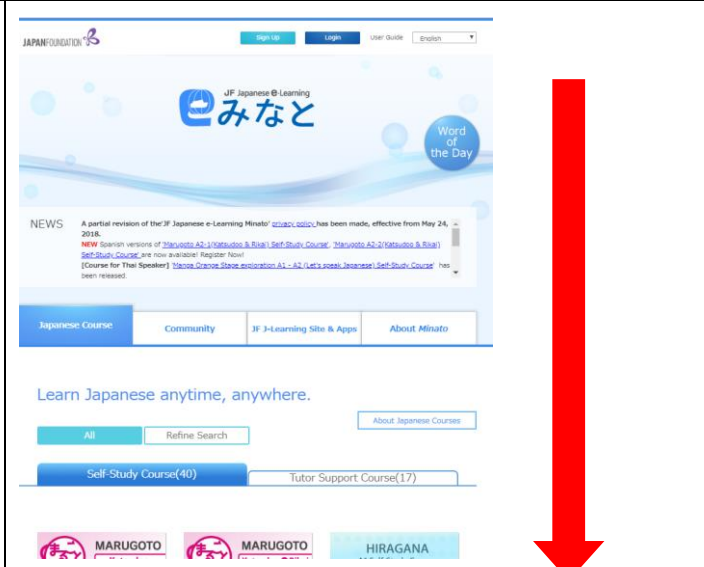 JAPANFOUNDATION
Sign Up
Login
User Guide
English
JF Japanese e-Learning
みなと
Word
of
the Day
NEWS
A partial revision of the'JF Japanese e-Learning Minato' privacy policy has been made, effective from May 24,
2018.
NEW Spanish versions of 'Marugoto A2-1(Katsudoo & Rikai) Self-Study Course', 'Marugoto A2-2(Katsudoo & Rikai)
Self-Study Course' are now available! Register Now!
[Course for Thai Speaker] 'Manga Orange Stage exploration A1 - A2 (Let's speak Japanese) Self-Study Course' has
been released.
Japanese Course
Community
JF J-Learning Site & Apps
About Minato
Learn Japanese anytime, anywhere.
About Japanese Courses
All
Refine Search
Self-Study Course(40)
Tutor Support Course(17)
MARUGOTO
MARUGOTO
HIRAGANA